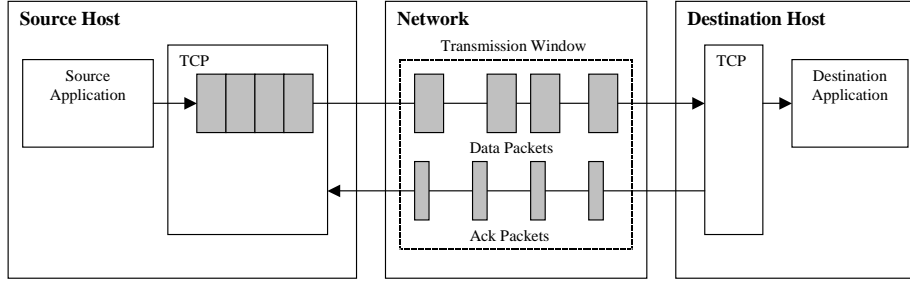 Source Host
Network
Destination Host
Transmission Window
TCP
TCP
Source
Application
Destination
Application
Data Packets
Ack Packets